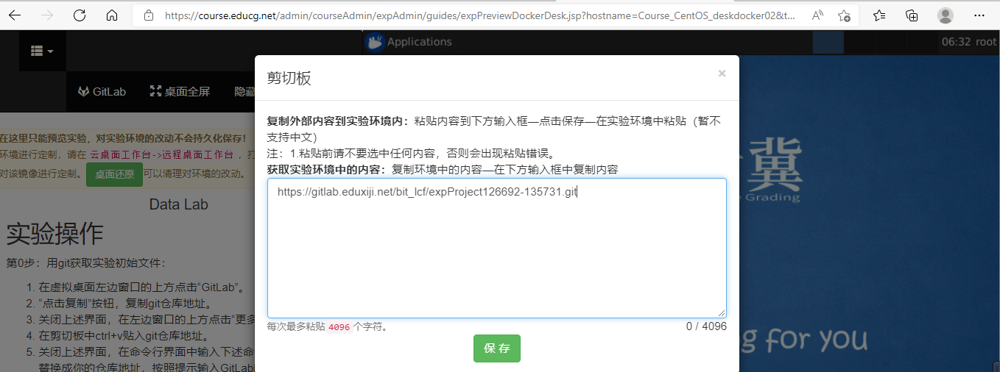 https://course.educg.net/admin/courseAdmin/expAdmin/guides/expPreviewDockerDesk.jsp?hostname=Course_CentOS_deskdocker02&t...
Applications
06:32 root
GitLab
桌面全屏
隐藏
剪切板
×
复制外部内容到实验环境内：粘贴内容到下方输入框—点击保存—在实验环境中粘贴（暂不
支持中文）
注：1.粘贴前请不要选中任何内容，否则会出现粘贴错误。
获取实验环境中的内容：复制环境中的内容—在下方输入框中复制内容
https://gitlab.eduxiji.net/bit_lcf/expProject126692-135731.git
每次最多粘贴 4096 个字符。
0 / 4096
保 存
在这里只能预览实验，对实验环境的改动不会持久化保存！
环境进行定制，请在 云桌面工作台->远程桌面工作台 ，打
对该镜像进行定制。 桌面还原 可以清理对环境的改动。
Data Lab
实验操作
第0步：用git获取实验初始文件：
1. 在虚拟桌面左边窗口的上方点击“GitLab”。
2. “点击复制”按钮，复制git仓库地址。
3. 关闭上述界面，在左边窗口的上方点击“更多
4. 在剪切板中ctrl+v贴入git仓库地址。
5. 关闭上述界面，在命令行界面中输入下述命
替换成你的仓库地址，按照提示输入GitLab
冀
Grading
g for you